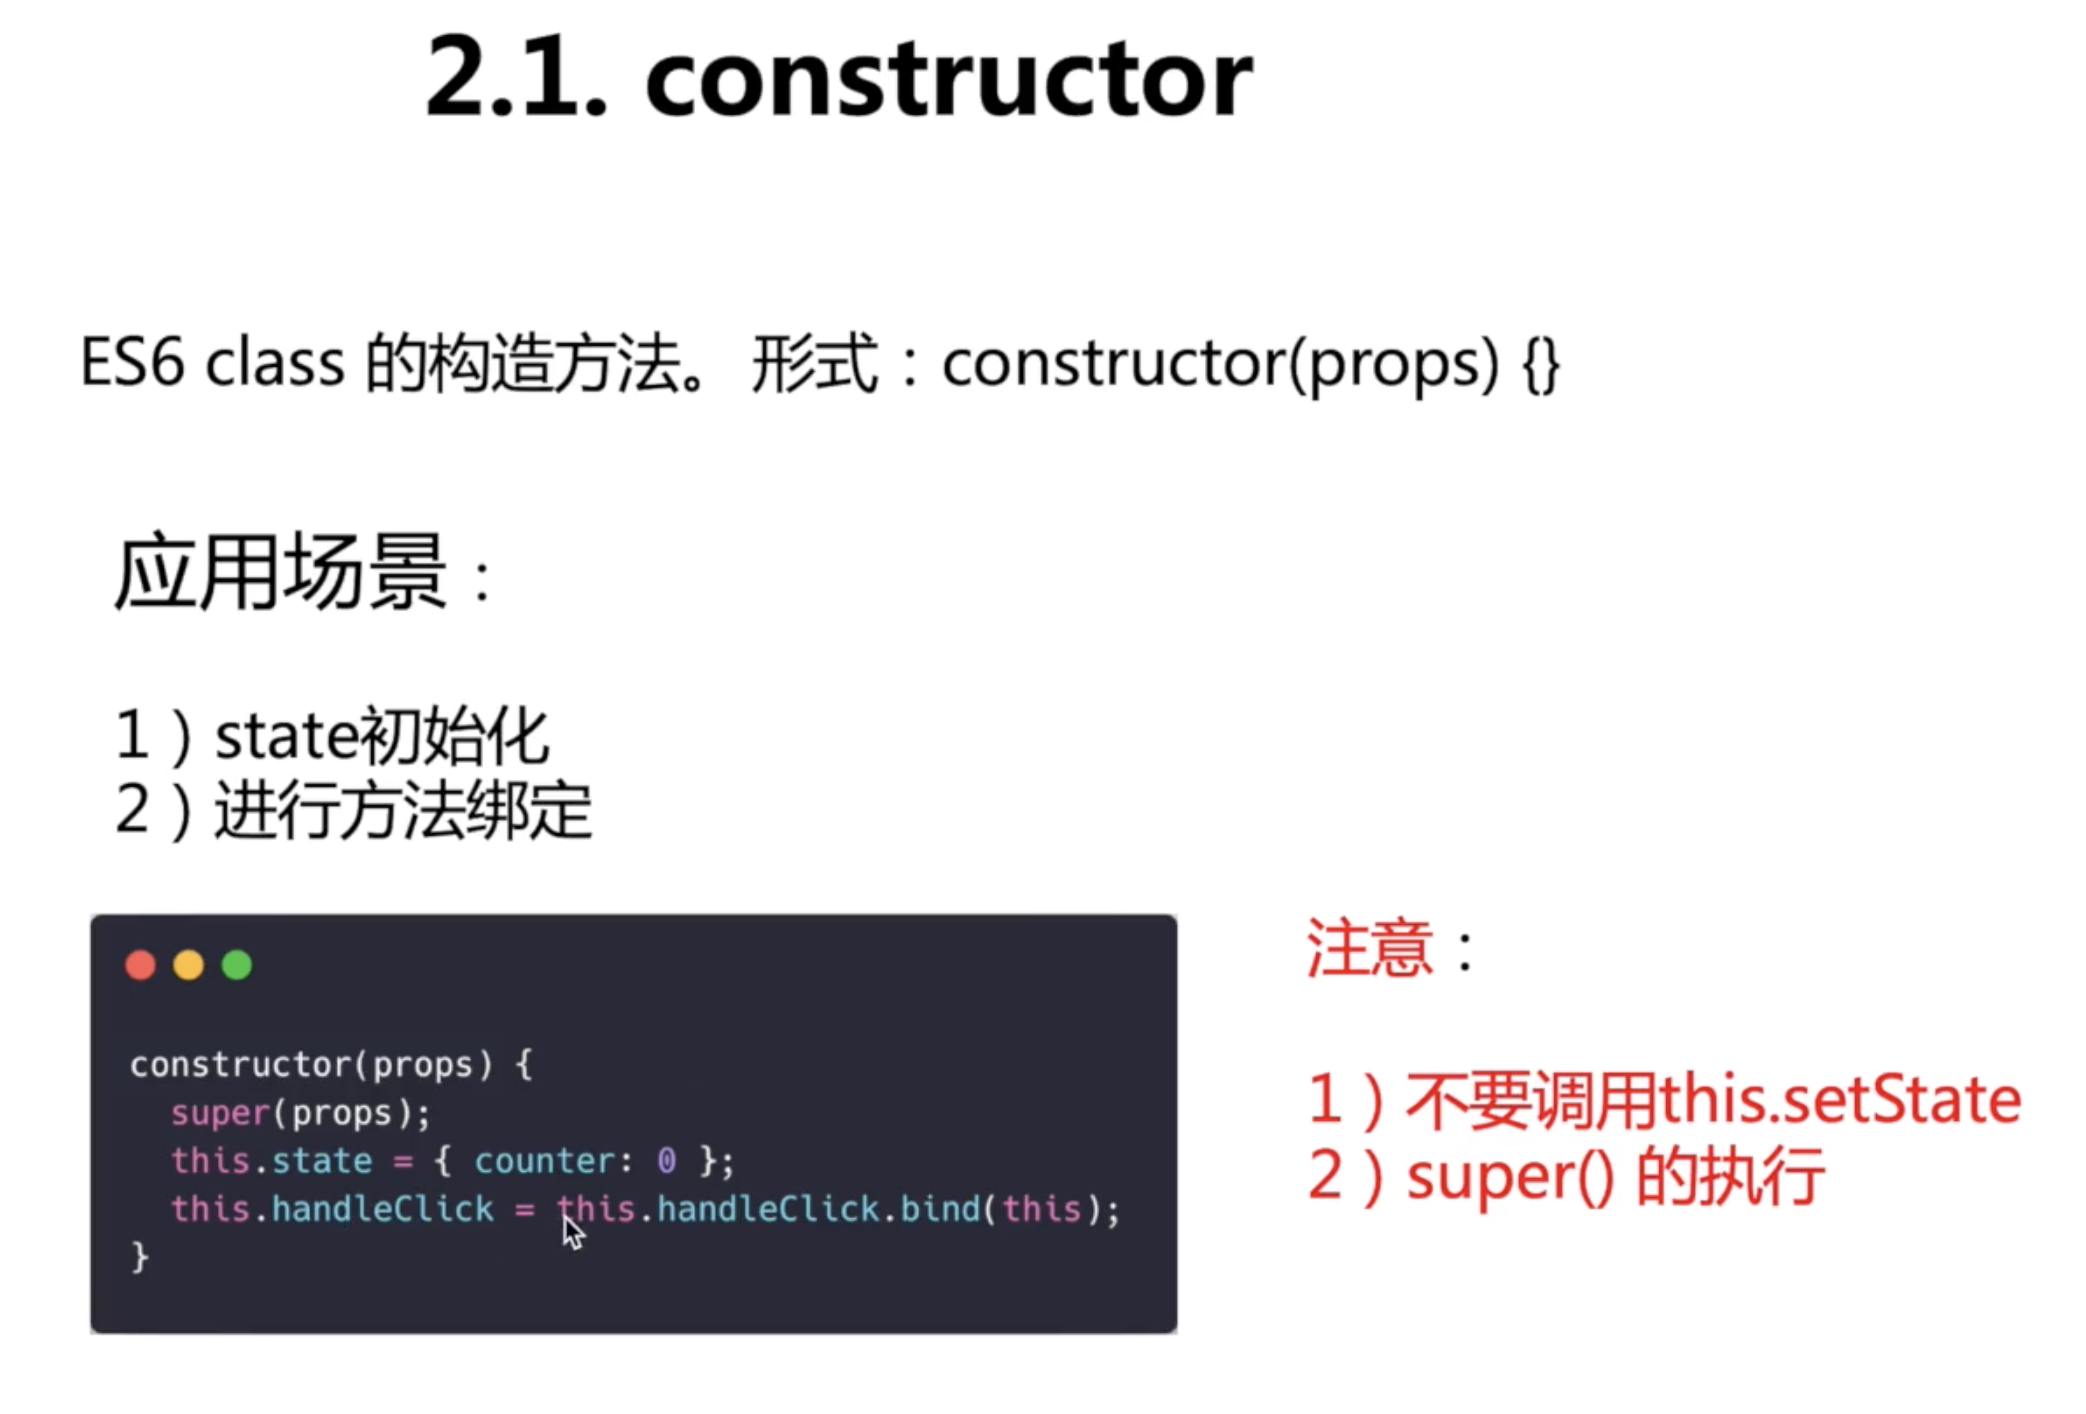 2.1. constructor
ES6 class 的构造方法。 形式：constructor(props) {}
应用场景：
1）state初始化
2）进行方法绑定
constructor(props) {
  super(props);
  this.state = { counter: 0 };
  this.handleClick = this.handleClick.bind(this);
}
注意：
1）不要调用this.setState
2）super() 的执行